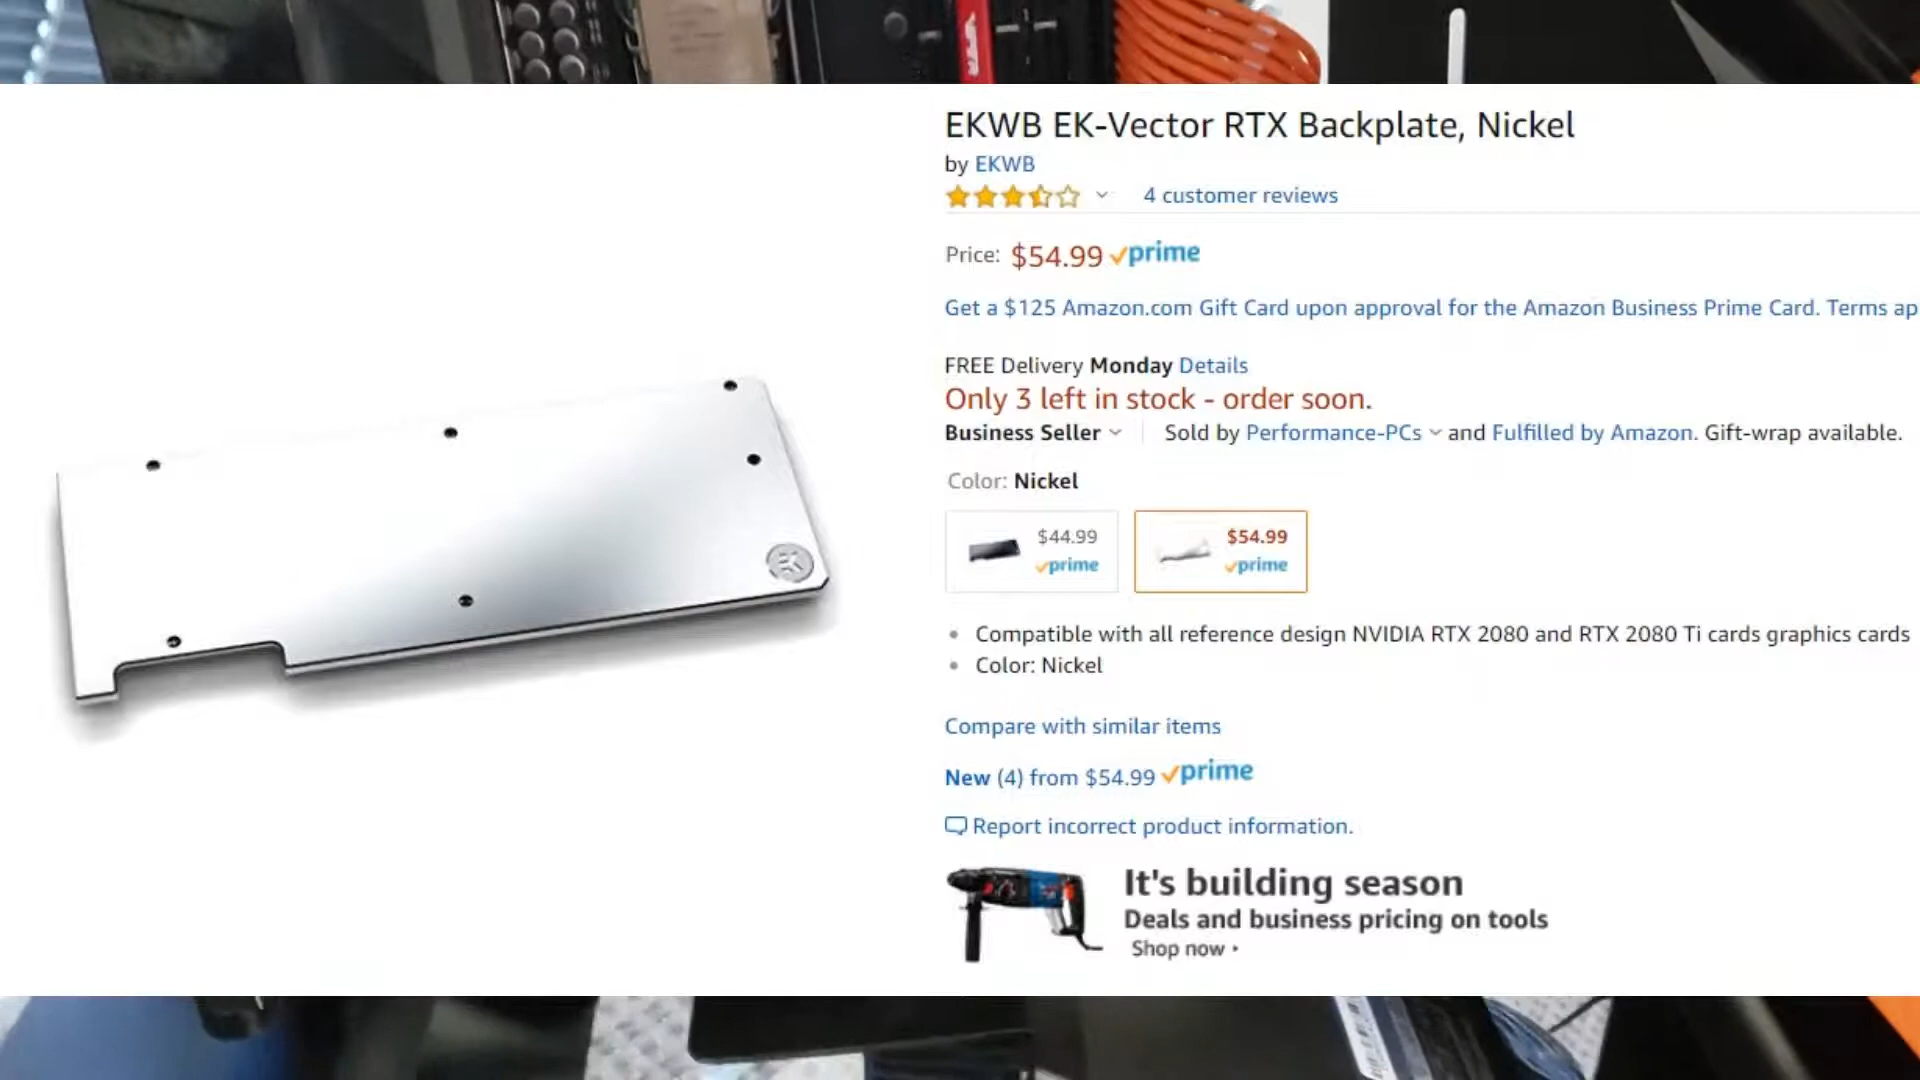 VIPER
EKWB EK-Vector RTX Backplate, Nickel
by EKWB
4 customer reviews
Price: $54.99 prime
Get a $125 Amazon.com Gift Card upon approval for the Amazon Business Prime Card. Terms ap
FREE Delivery Monday Details
Only 3 left in stock - order soon.
Business Seller Sold by Performance-PCs and Fulfilled by Amazon. Gift-wrap available.
Color: Nickel
$44.99
prime
$54.99
prime
EK
• Compatible with all reference design NVIDIA RTX 2080 and RTX 2080 Ti cards graphics cards
• Color: Nickel
Compare with similar items
New (4) from $54.99 prime
Report incorrect product information.
It's building season
Deals and business pricing on tools
Shop now ▸